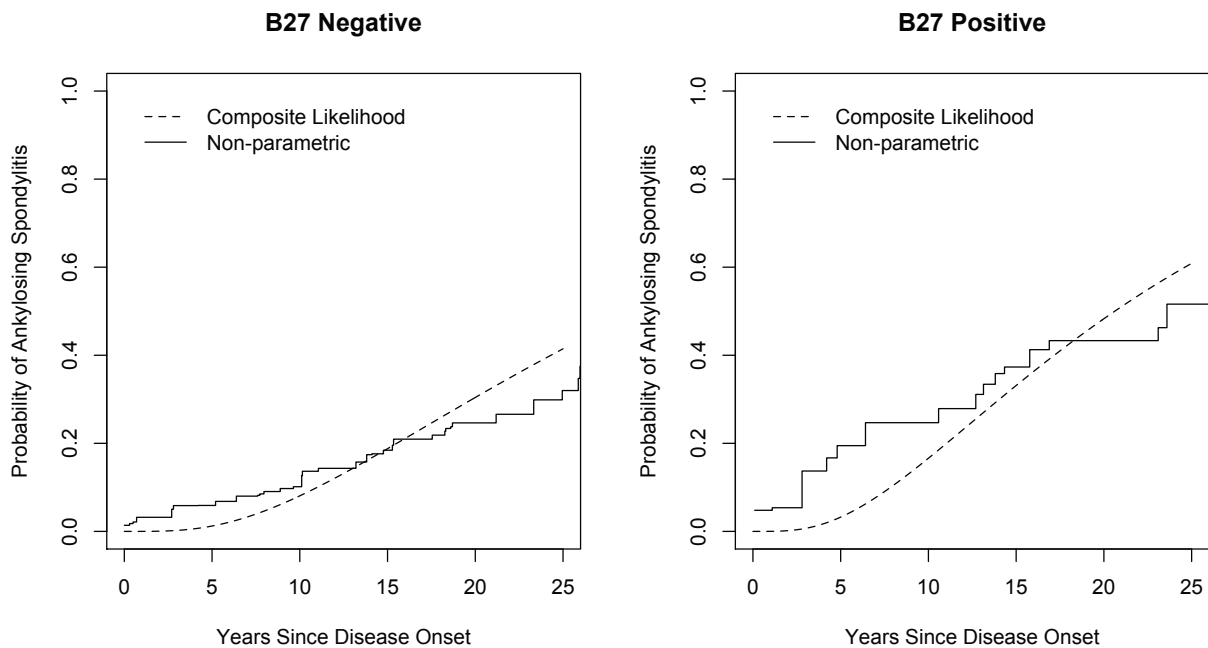 B27 Negative
Probability of Ankylosing Spondylitis
1.0
0.8
0.6
0.4
0.2
0.0
Composite Likelihood
Non-parametric
0 5 10 15 20 25
Years Since Disease Onset
B27 Positive
Probability of Ankylosing Spondylitis
1.0
0.8
0.6
0.4
0.2
0.0
Composite Likelihood
Non-parametric
0 5 10 15 20 25
Years Since Disease Onset